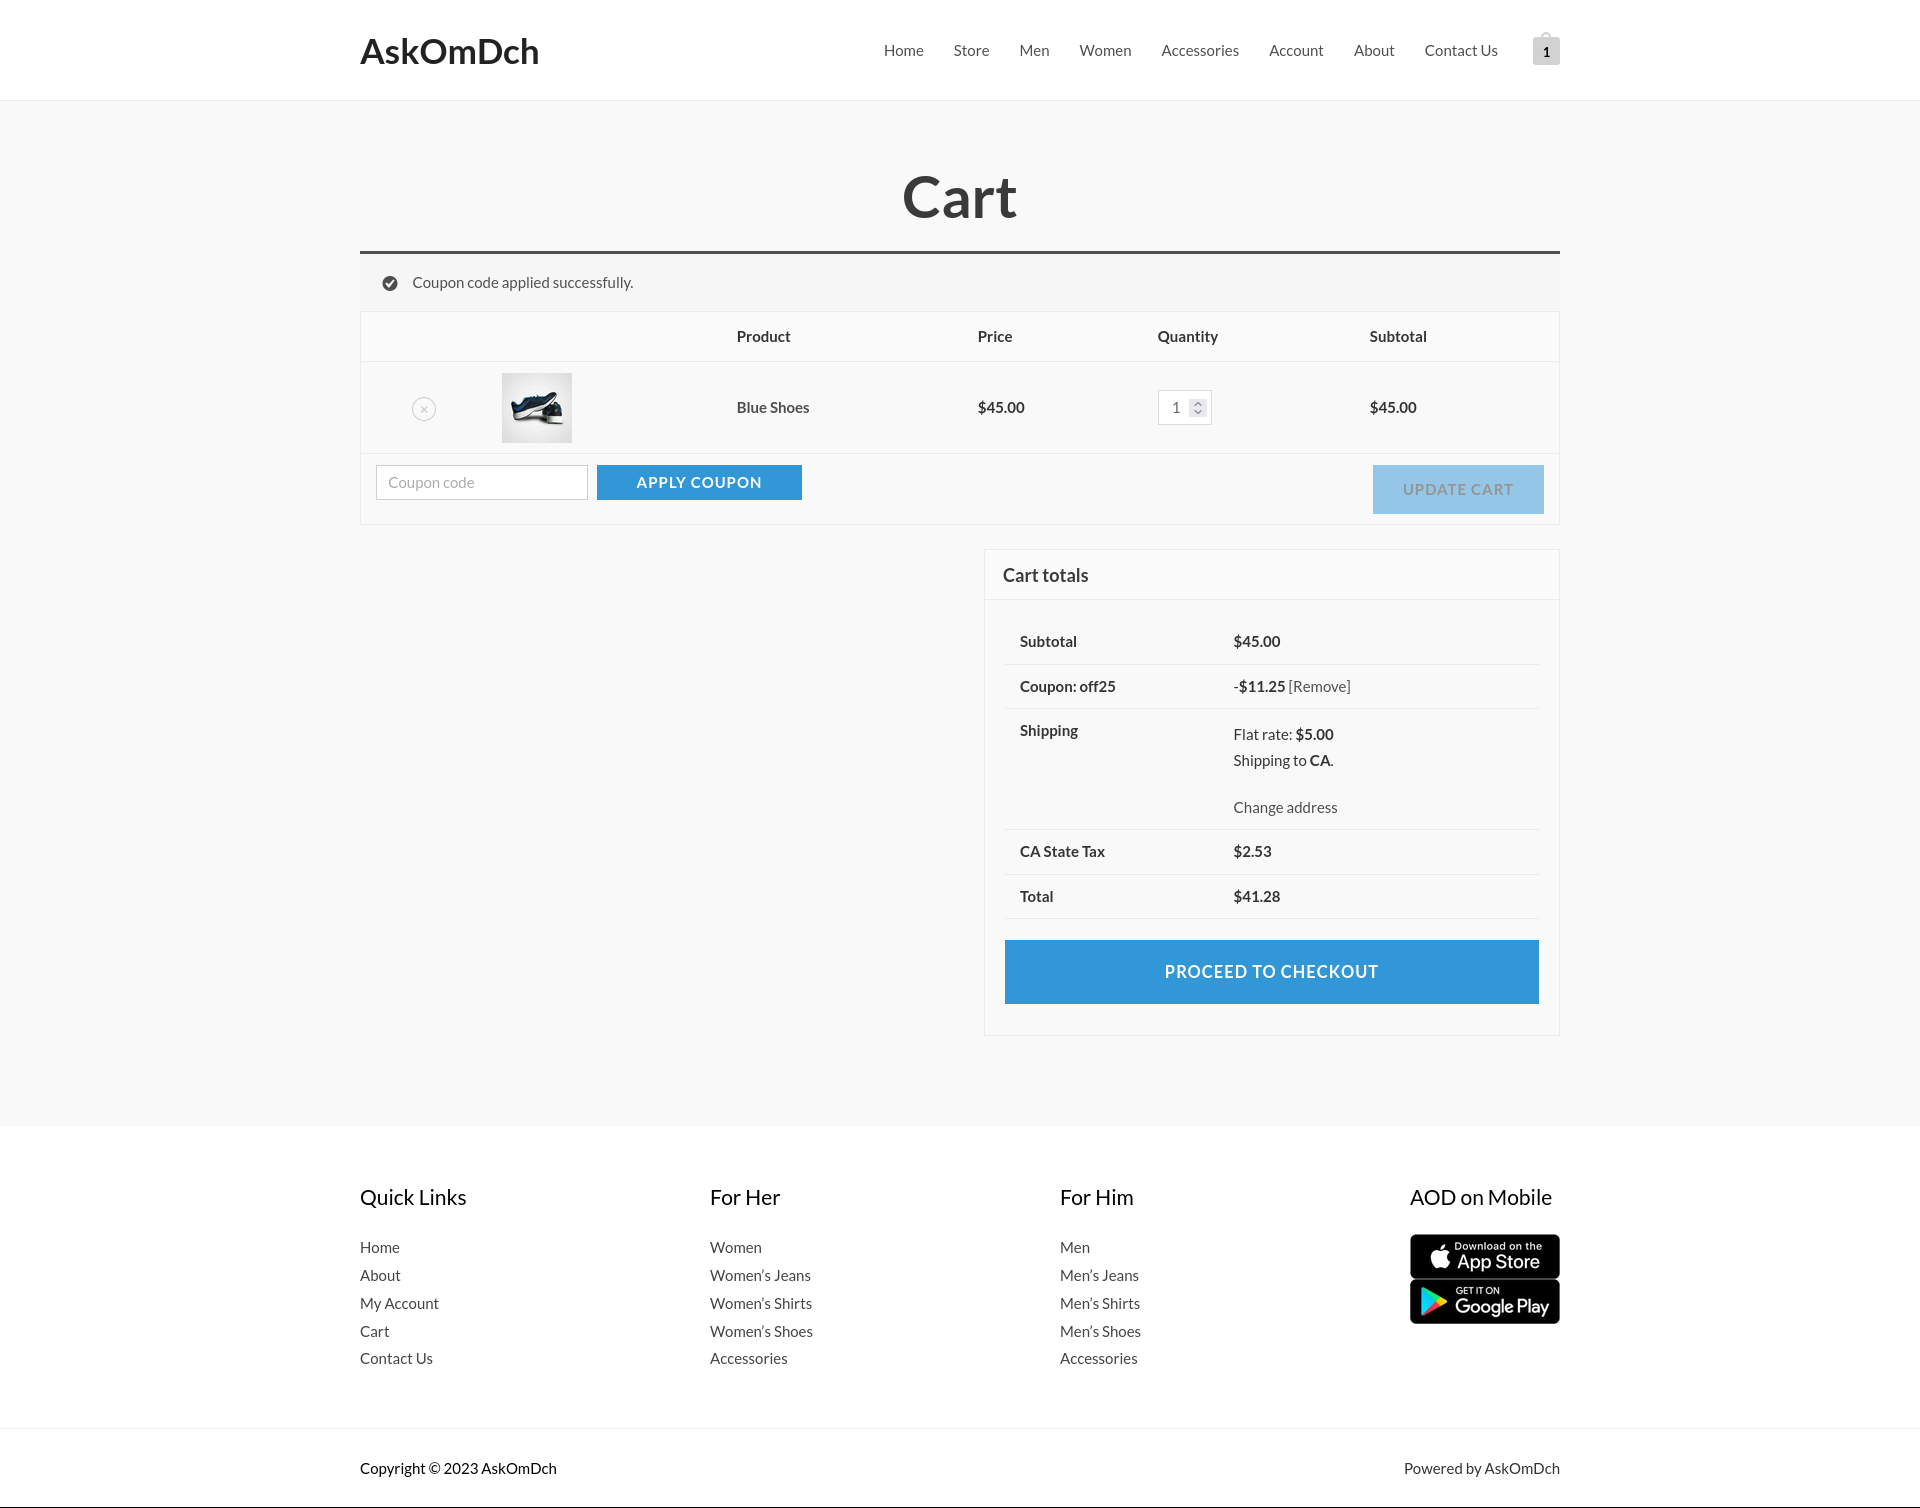 AskOmDch
Home Store Men Women Accessories Account About Contact Us 1
Cart
Coupon code applied successfully.
Product Price Quantity Subtotal
× Blue Shoes $45.00 1 $45.00
Coupon code APPLY COUPON UPDATE CART
Cart totals
Subtotal $45.00
Coupon: off25 -$11.25 [Remove]
Shipping Flat rate: $5.00
Shipping to CA.
Change address
CA State Tax $2.53
Total $41.28
PROCEED TO CHECKOUT
Quick Links
Home
About
My Account
Cart
Contact Us
For Her
Women
Women’s Jeans
Women’s Shirts
Women’s Shoes
Accessories
For Him
Men
Men’s Jeans
Men’s Shirts
Men’s Shoes
Accessories
AOD on Mobile
Download on the
App Store
GET IT ON
Google Play
Copyright © 2023 AskOmDch
Powered by AskOmDch